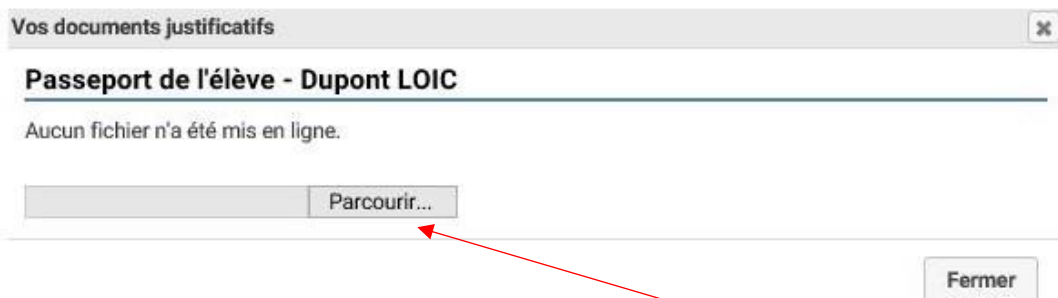 Vos documents justificatifs
Passeport de l'élève - Dupont LOIC
Aucun fichier n'a été mis en ligne.
Parcourir...
Fermer